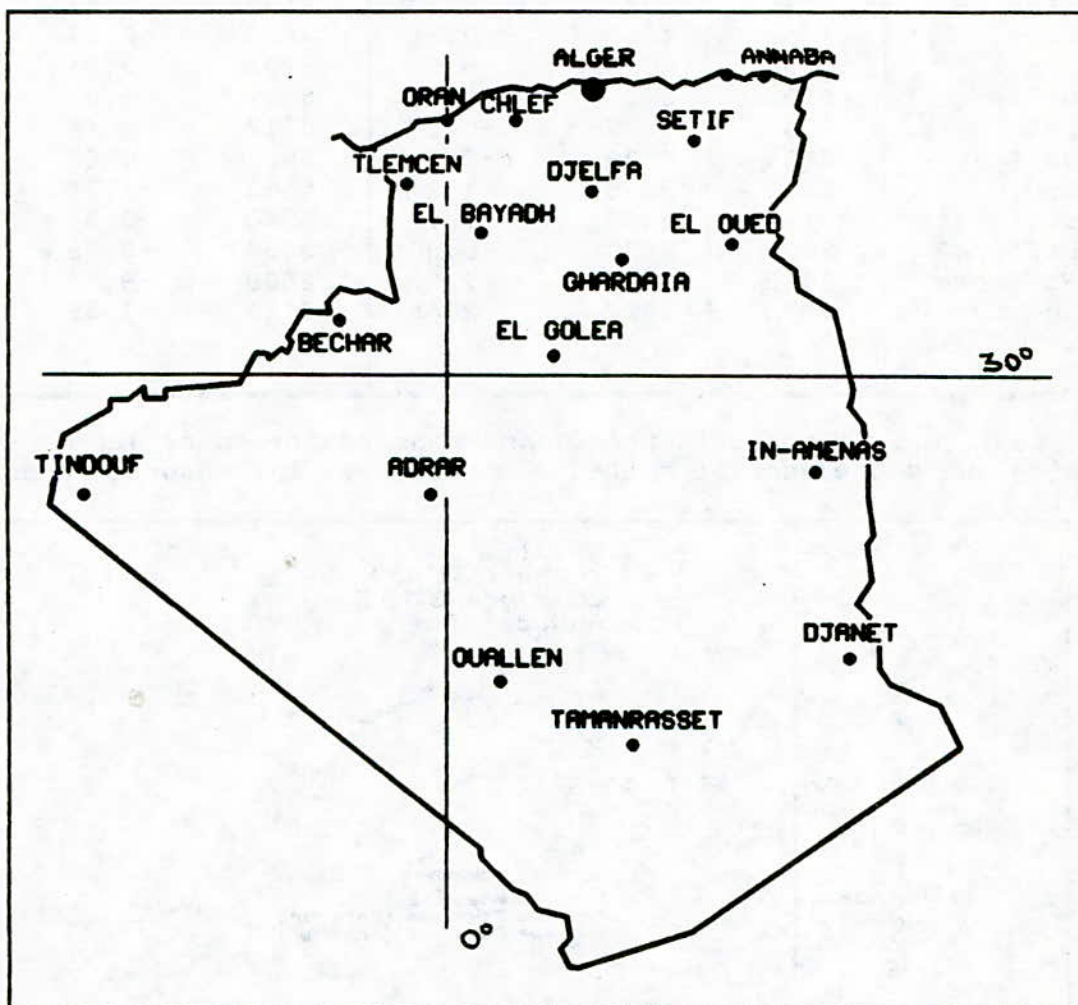 ALGER
ANNABA
ORAN
CHLEF
SETIF
TLEMCEN
DJELFA
EL BAYADH
EL OUED
GHARDAIA
BECHAR
EL GOLEA
30°
TINDOUF
ADRAR
IN-AMENAS
DJANET
OUALLEN
TAMANRASSET
0°